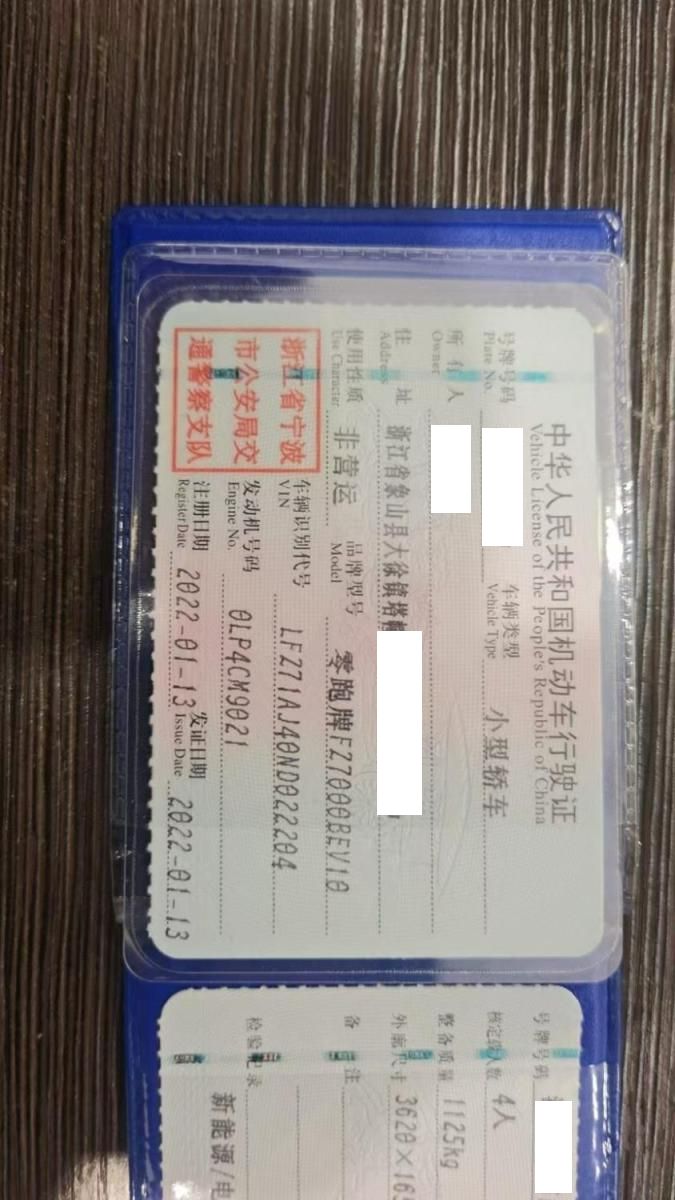 中华人民共和国机动车行驶证
Vehicle License of the People's Republic of China
号牌号码
Plate No.
车辆类型 小型轿车
Vehicle Type
所有人
Owner
住址 浙江省象山县大徐镇塔
Address
使用性质 非营运 品牌型号 零跑牌FZ7000BEV10
Use Character Model
浙江省宁波
市公安局交
通警察支队
车辆识别代号 LFZ71AJ40ND022204
VIN
发动机号码 0LP4CM9021
Engine No.
注册日期 2022-01-13 发证日期 2022-01-13
Register Date Issue Date
号牌号码
核定载人数 4人
整备质量 1125kg
外廓尺寸 3620×165
备注
检验记录
新能源/电